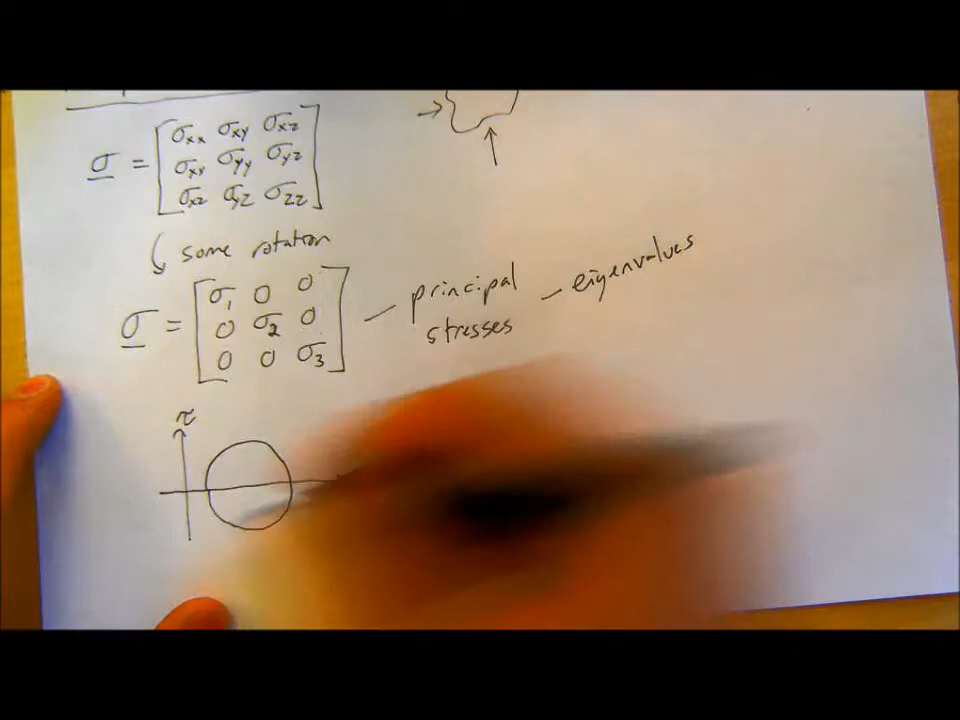 σ = [ σxx σxy σxz
σxy σyy σyz
σxz σyz σzz ]
some rotation
σ = [ σ1 0 0
0 σ2 0
0 0 σ3 ]
principal stresses
eigenvalues
τ